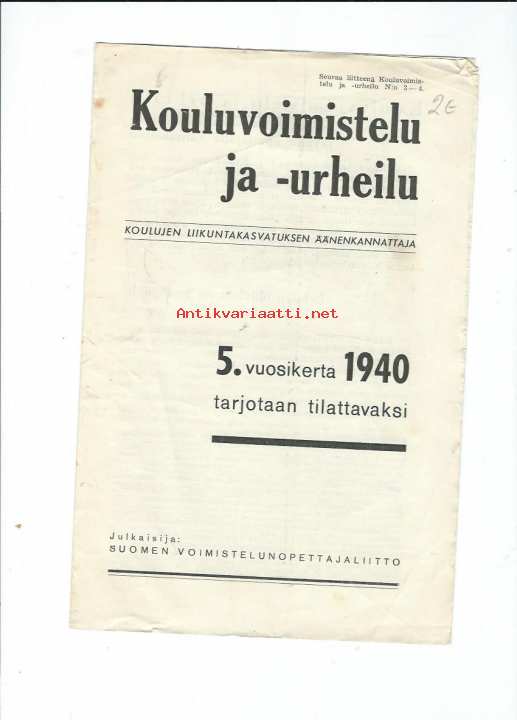 Seuraa liitteenä Kouluvoimis-
telu ja -urheilu N:o 3—4.
2€
Kouluvoimistelu
ja -urheilu
KOULUJEN LIIKUNTAKASVATUKSEN ÄÄNENKANNATTAJA
Antikvariaatti.net
5. vuosikerta 1940
tarjotaan tilattavaksi
Julkaisija:
SUOMEN VOIMISTELUNOPETTAJALIITTO